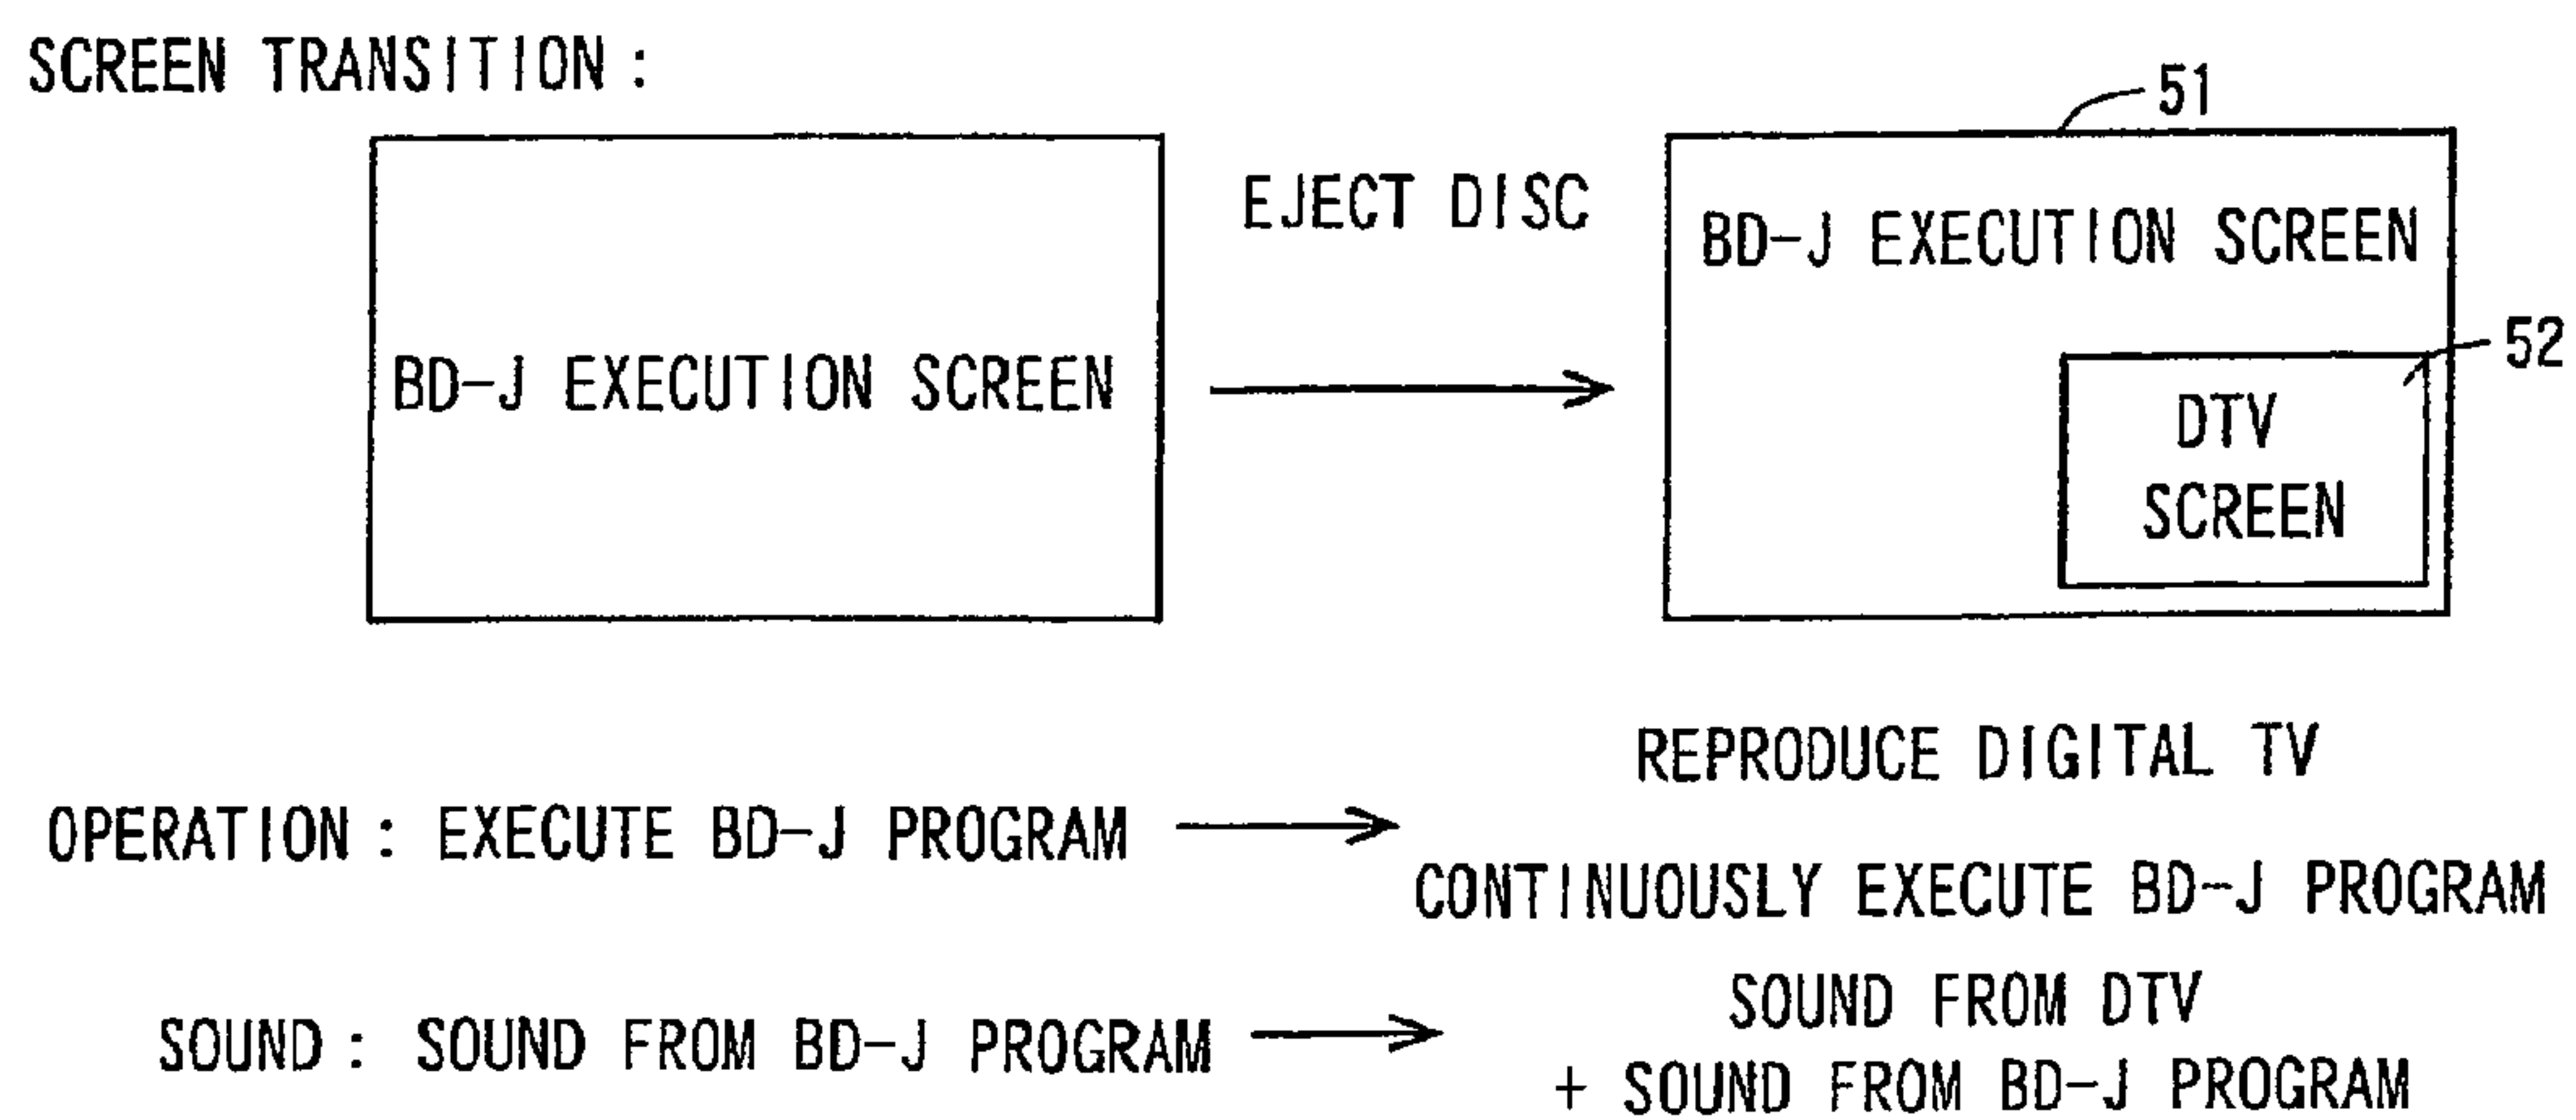 SCREEN TRANSITION :
51
BD-J EXECUTION SCREEN
EJECT DISC
BD-J EXECUTION SCREEN
52
DTV
SCREEN
REPRODUCE DIGITAL TV
OPERATION : EXECUTE BD-J PROGRAM
CONTINUOUSLY EXECUTE BD-J PROGRAM
SOUND FROM DTV
SOUND : SOUND FROM BD-J PROGRAM
+ SOUND FROM BD-J PROGRAM